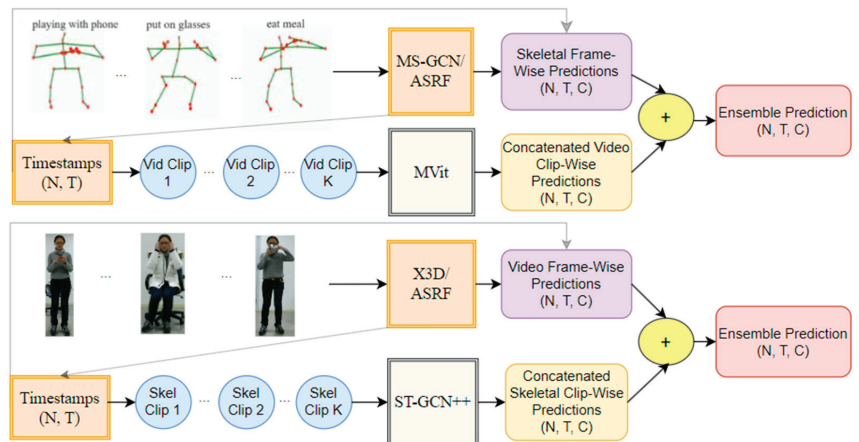 playing with phone
put on glasses
eat meal
...
...
MS-GCN/
ASRF
Skeletal Frame-
Wise Predictions
(N, T, C)
+
Ensemble Prediction
(N, T, C)
Timestamps
(N, T)
Vid Clip
1
...
Vid Clip
2
...
Vid Clip
K
MVit
Concatenated Video
Clip-Wise
Predictions
(N, T, C)
...
...
X3D/
ASRF
Video Frame-Wise
Predictions
(N, T, C)
+
Ensemble Prediction
(N, T, C)
Timestamps
(N, T)
Skel
Clip 1
...
Skel
Clip 2
...
Skel
Clip K
ST-GCN++
Concatenated
Skeletal Clip-Wise
Predictions
(N, T, C)